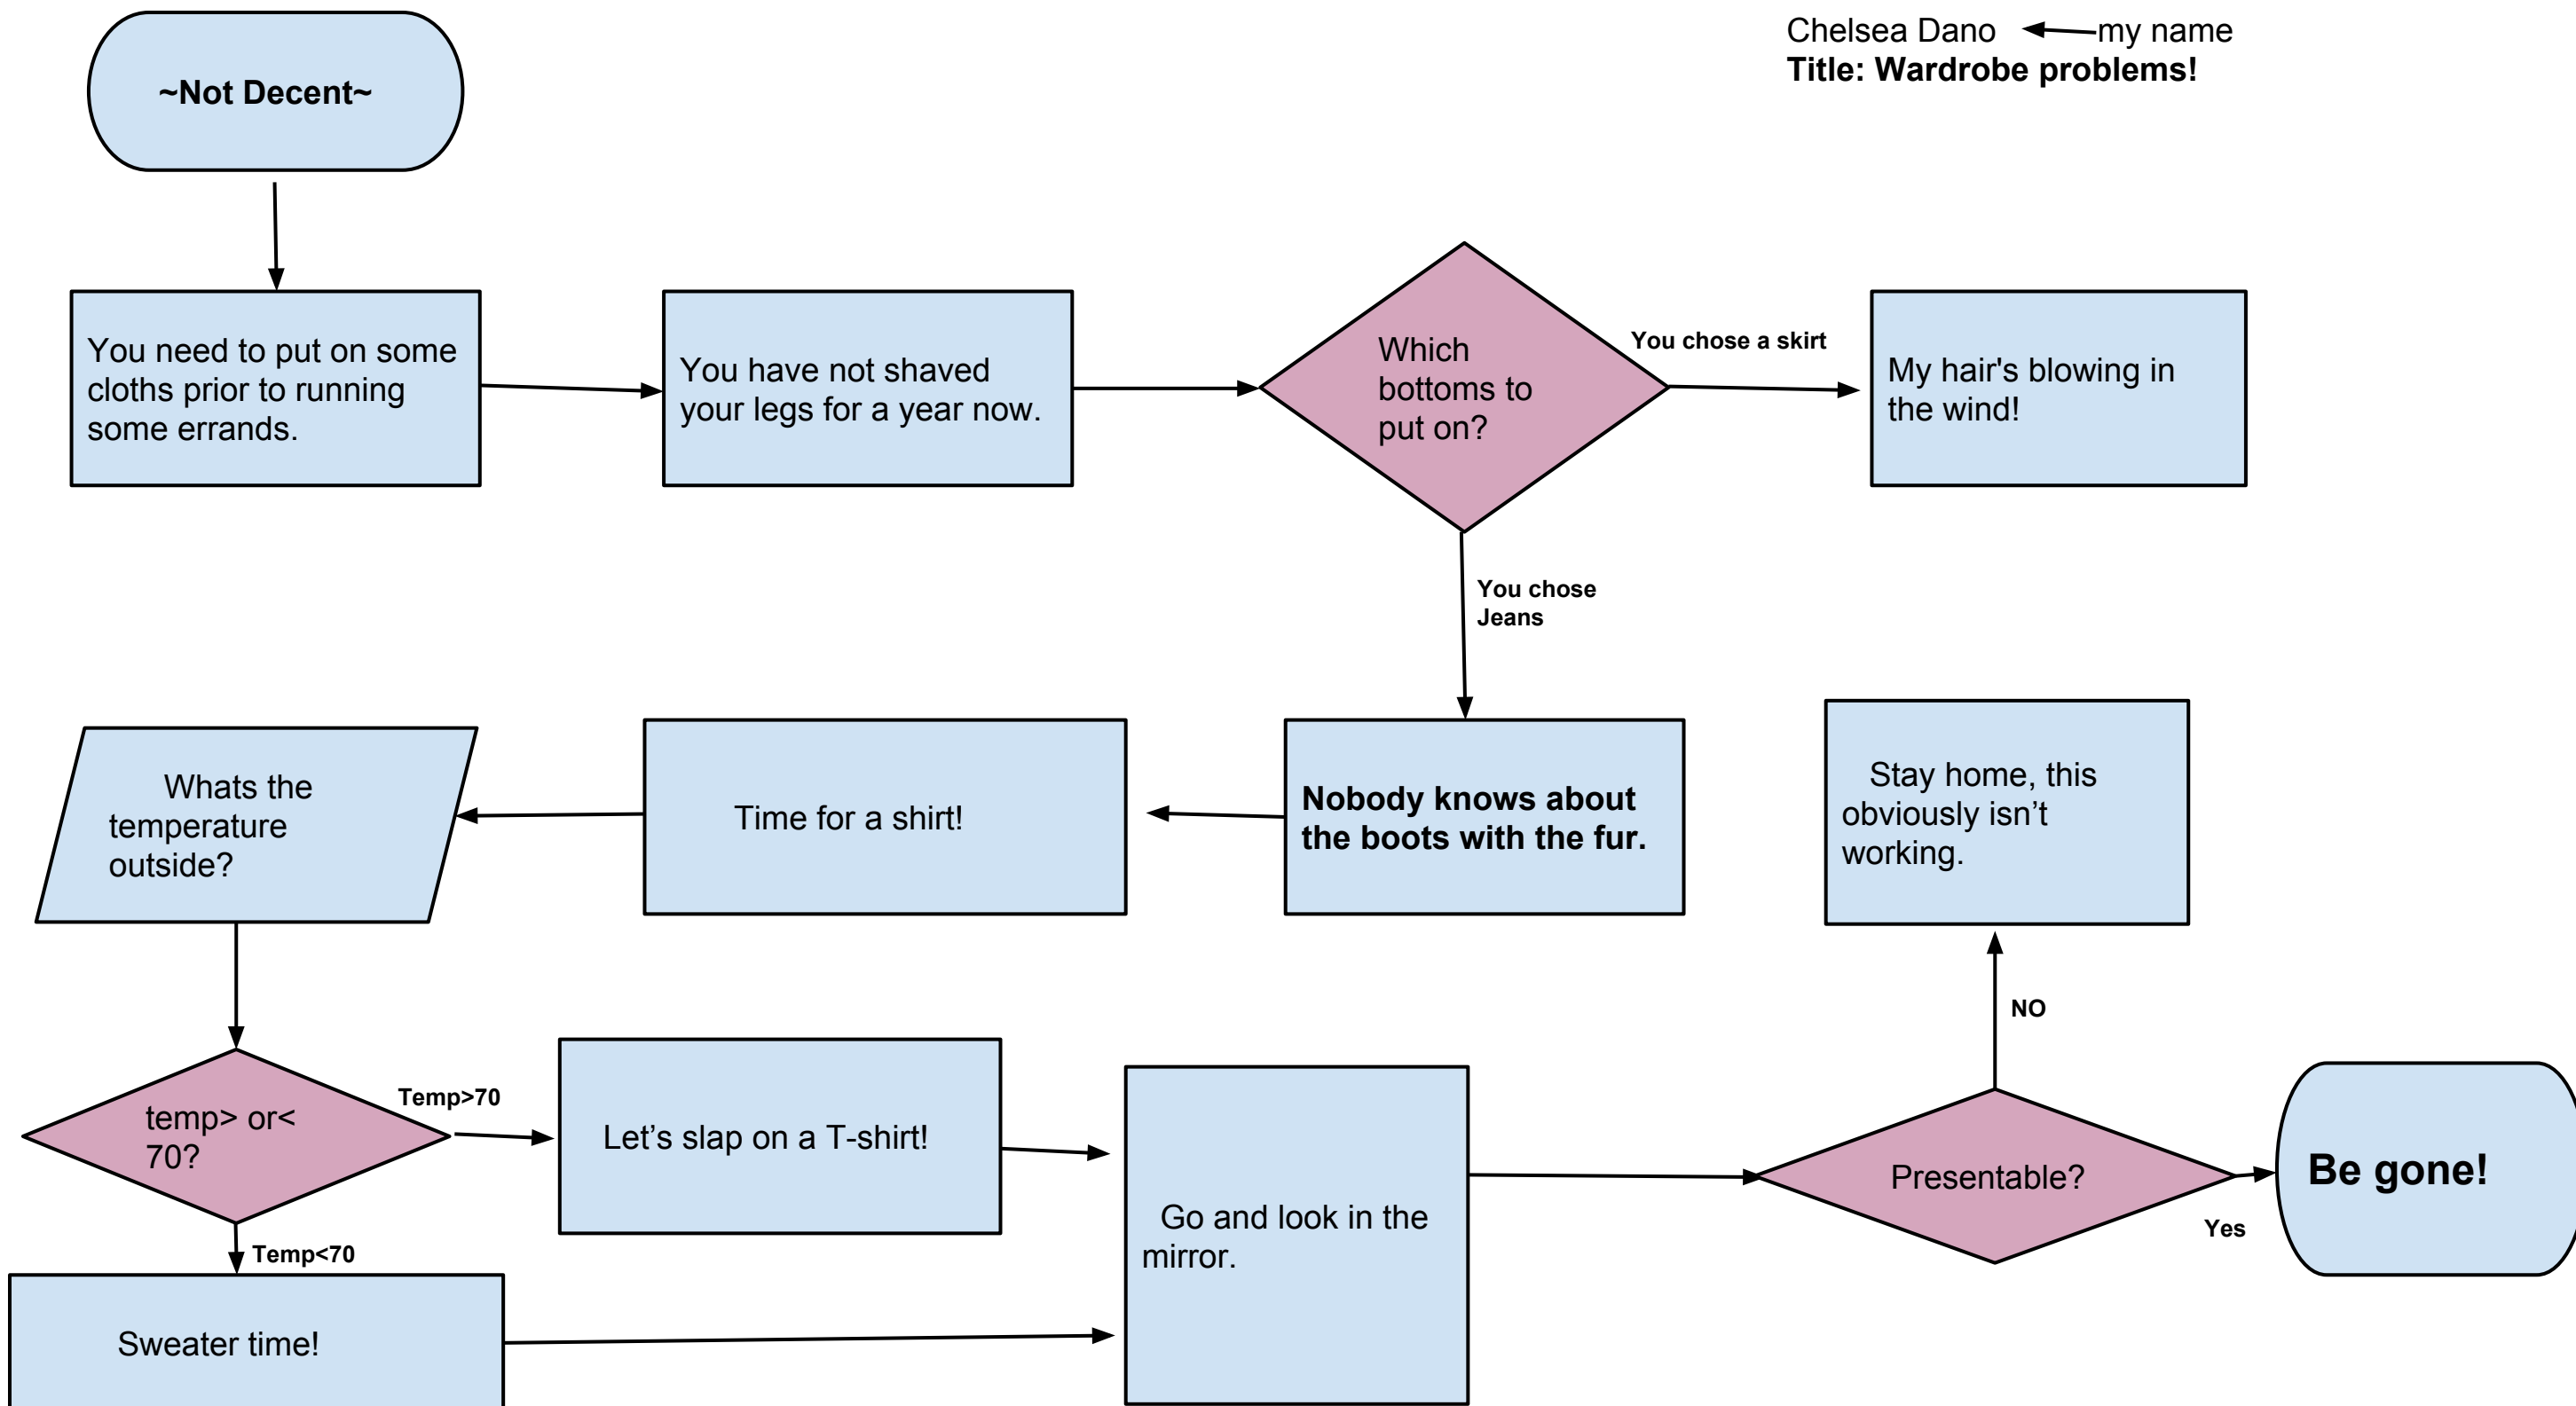 Chelsea Dano my name
Title: Wardrobe problems!
~Not Decent~
You need to put on some
cloths prior to running
some errands.
You have not shaved
your legs for a year now.
Which
bottoms to
put on?
You chose a skirt
My hair's blowing in
the wind!
You chose
Jeans
Nobody knows about
the boots with the fur.
Time for a shirt!
Whats the
temperature
outside?
temp> or<
70?
Temp>70
Let's slap on a T-shirt!
Temp<70
Sweater time!
Go and look in the
mirror.
Presentable?
NO
Stay home, this
obviously isn’t
working.
Yes
Be gone!